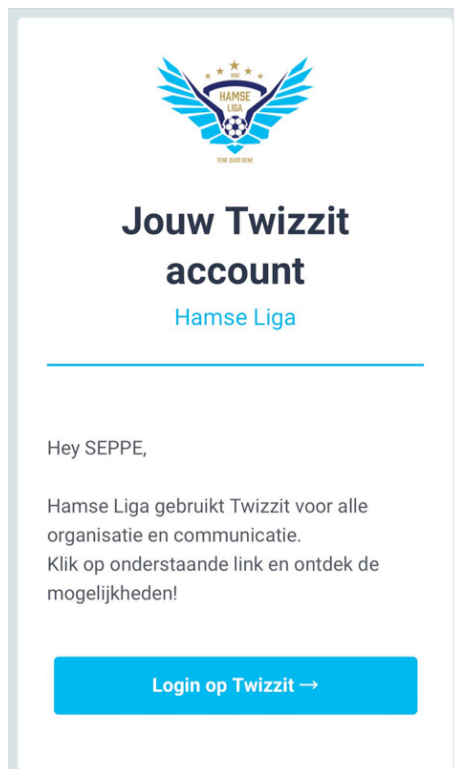 HAMSE
LIGA
Jouw Twizzit
account
Hamse Liga
Hey SEPPE,
Hamse Liga gebruikt Twizzit voor alle
organisatie en communicatie.
Klik op onderstaande link en ontdek de
mogelijkheden!
Login op Twizzit →